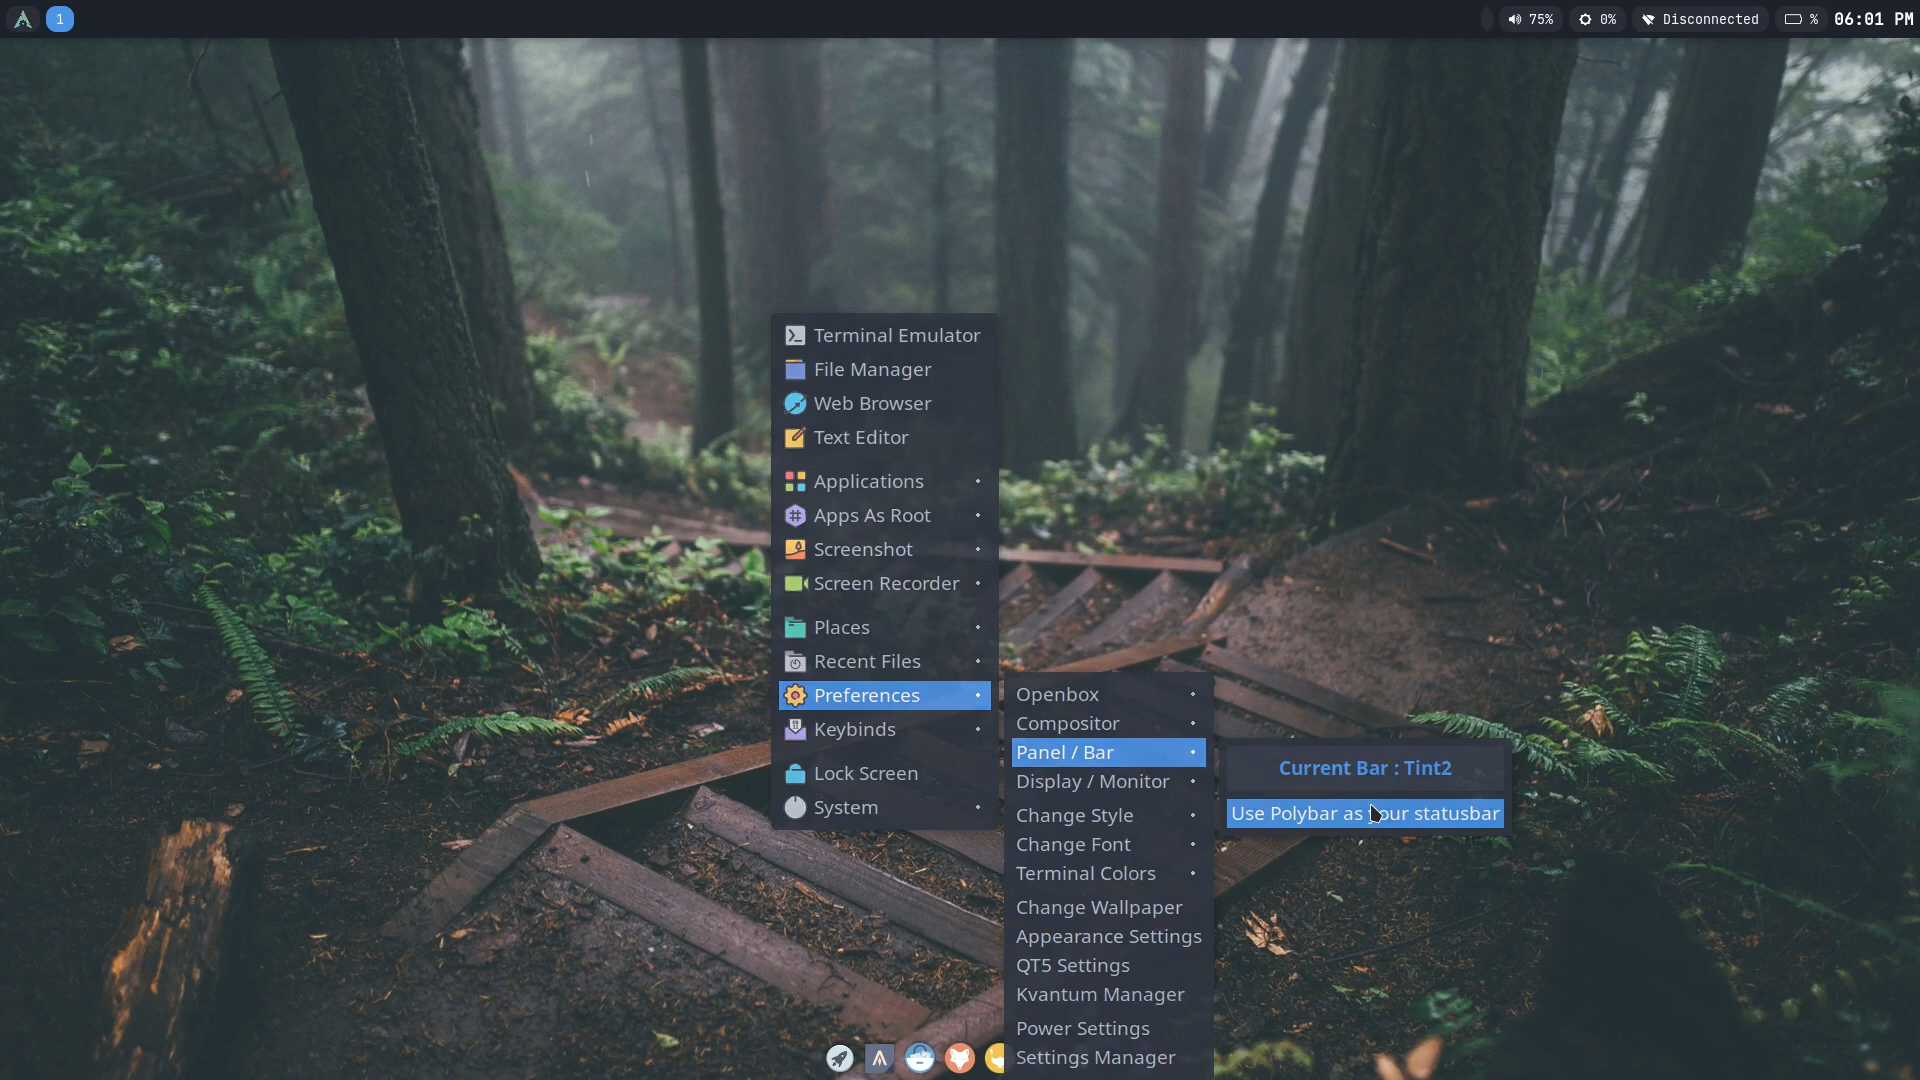 1
75%
0%
Disconnected
%
06:01 PM
Terminal Emulator
File Manager
Web Browser
Text Editor
Applications
Apps As Root
Screenshot
Screen Recorder
Places
Recent Files
Preferences
Keybinds
Lock Screen
System
Openbox
Compositor
Panel / Bar
Display / Monitor
Change Style
Change Font
Terminal Colors
Change Wallpaper
Appearance Settings
QT5 Settings
Kvantum Manager
Power Settings
Settings Manager
Current Bar : Tint2
Use Polybar as your statusbar